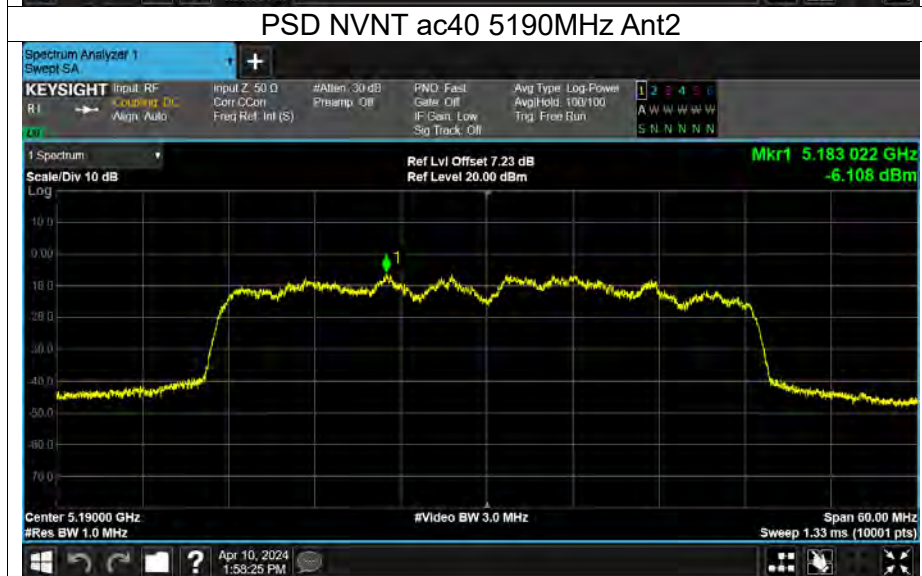 PSD NVNT ac40 5190MHz Ant2
Spectrum Analyzer 1
Swept SA
+
KEYSIGHT Input: RF Input Z: 50 Ω #Atten: 30 dB PNO: Fast Avg Type: Log-Power 1 2 3 4 5 6
R L Coupling: DC Corr CCorr Preamp: Off Gate: Off Avg|Hold: 100/100 A W W W W W
Align: Auto Freq Ref: Int (S) IF Gain: Low Trig: Free Run
Sig Track: Off S N N N N N
1 Spectrum Ref Lvl Offset 7.23 dB Mkr1 5.183 022 GHz
Scale/Div 10 dB Ref Level 20.00 dBm -6.108 dBm
Log
10.0
0.00
1
-10.0
-20.0
-30.0
-40.0
-50.0
-60.0
-70.0
Center 5.19000 GHz #Video BW 3.0 MHz Span 60.00 MHz
#Res BW 1.0 MHz Sweep 1.33 ms (10001 pts)
? Apr 10, 2024
1:58:25 PM